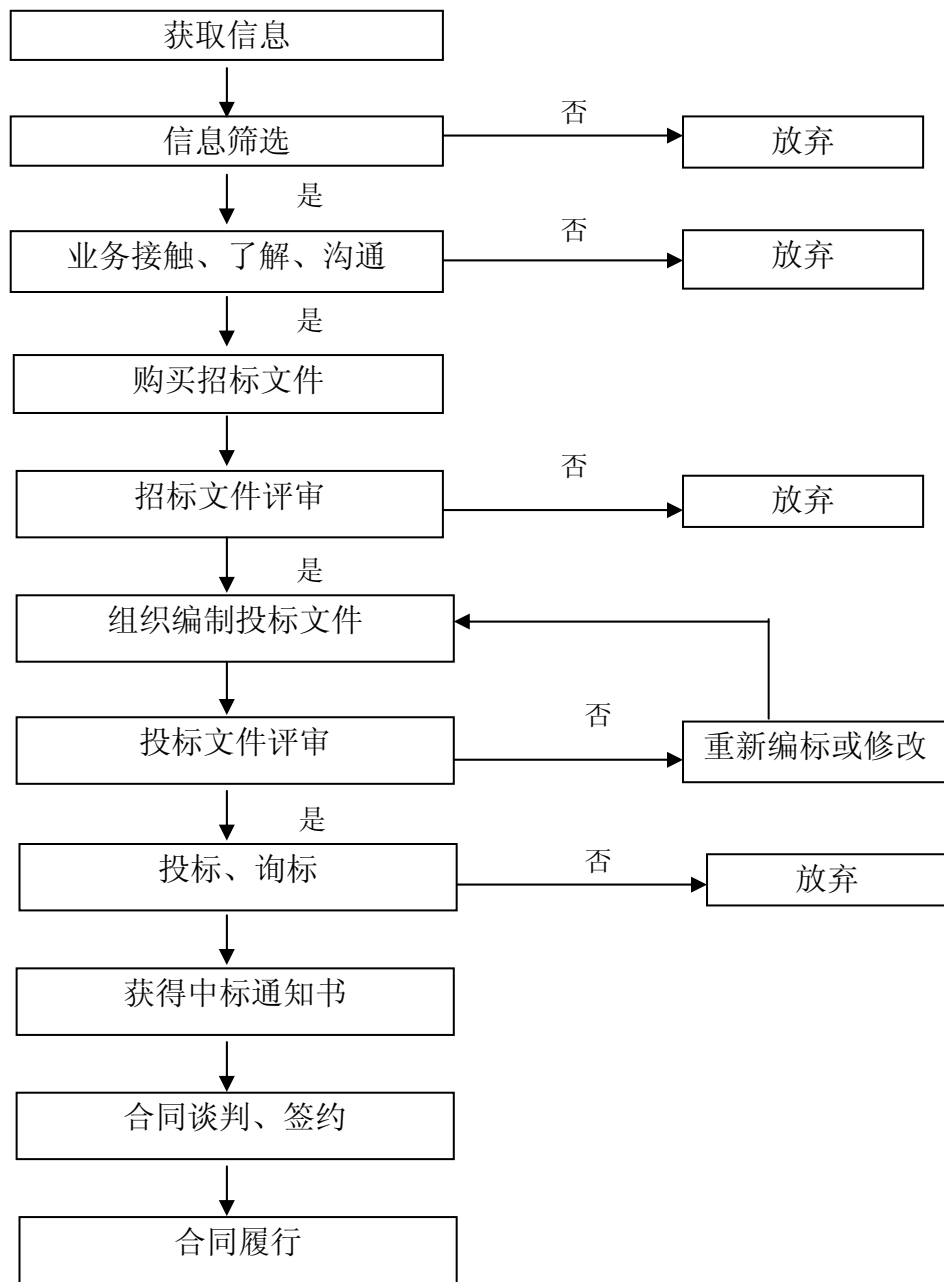 获取信息
否
信息筛选
放弃
是
否
业务接触、了解、沟通
放弃
是
购买招标文件
否
招标文件评审
放弃
是
组织编制投标文件
否
投标文件评审
重新编标或修改
是
否
投标、询标
放弃
获得中标通知书
合同谈判、签约
合同履行